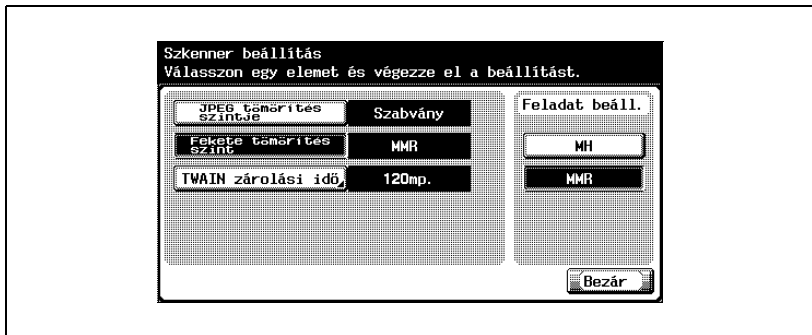 Szkenner beállítás
Válasszon egy elemet és végezze el a beállítást.
JPEG tömörítés
szintje
Szabvány
Fekete tömörítés
szint
MMR
TWAIN zárolási idő
120mp.
Feladat beáll.
MH
MMR
Bezár